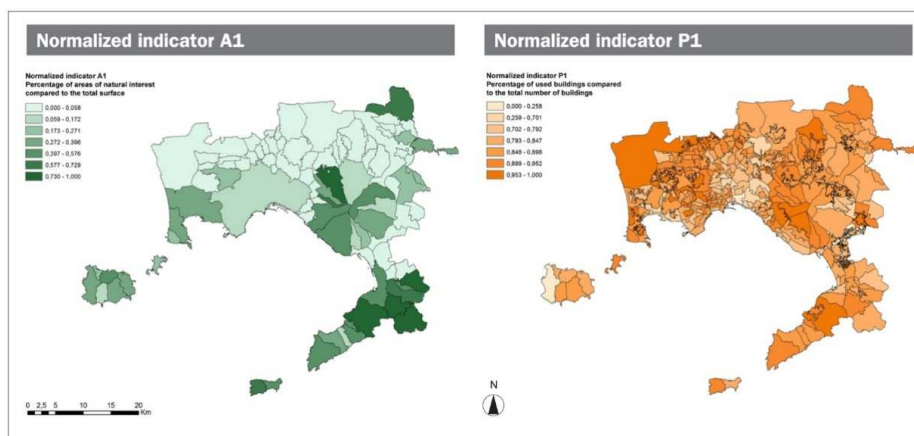 Normalized indicator A1
Normalized indicator A1
Percentage of areas of natural interest
compared to the total surface
0,000 - 0,058
0,059 - 0,172
0,173 - 0,271
0,272 - 0,396
0,397 - 0,576
0,577 - 0,729
0,730 - 1,000
0 2,5 5 10 15 20
Km
Normalized indicator P1
Normalized indicator P1
Percentage of used buildings compared
to the total number of buildings
0,000 - 0,258
0,259 - 0,701
0,702 - 0,792
0,793 - 0,847
0,848 - 0,898
0,899 - 0,952
0,953 - 1,000
N